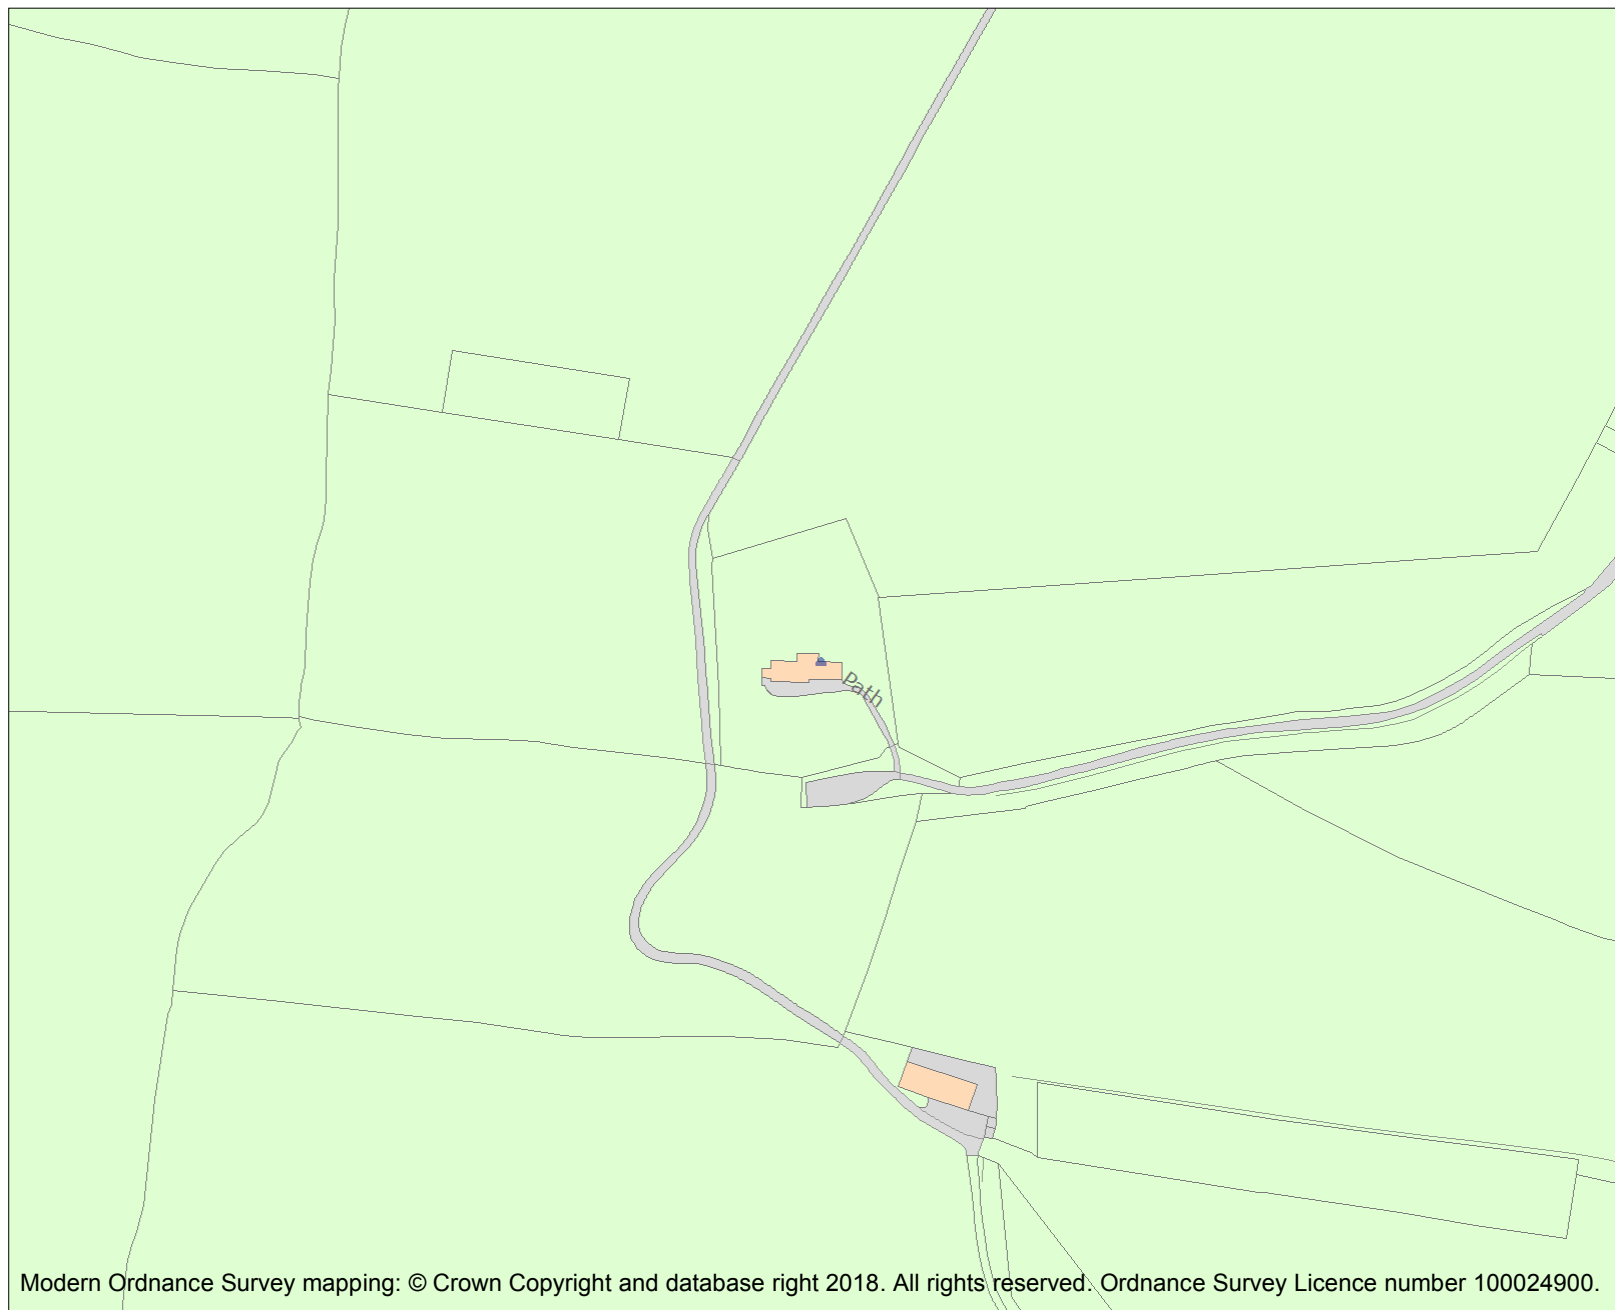 Path
Modern Ordnance Survey mapping: © Crown Copyright and database right 2018. All rights reserved. Ordnance Survey Licence number 100024900.